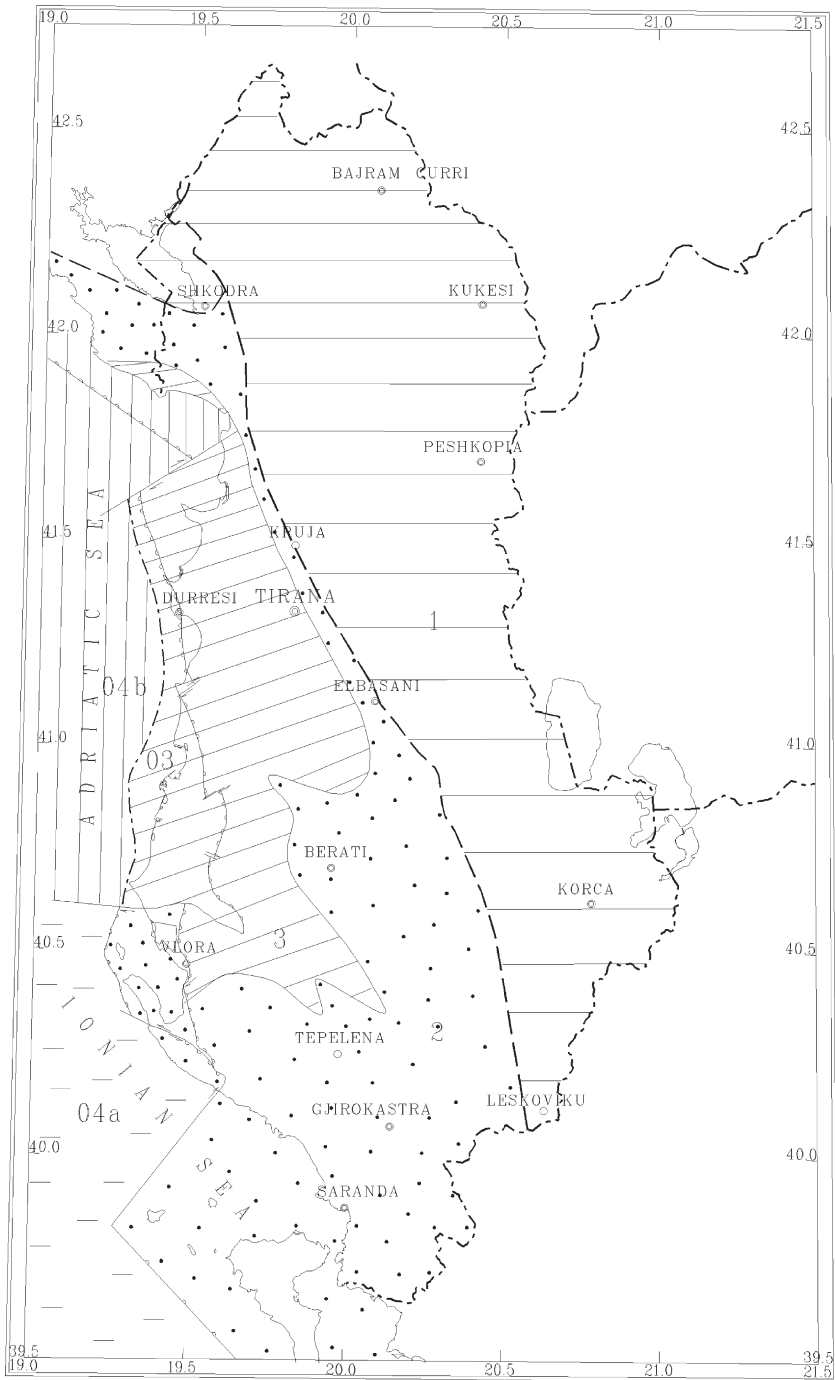 19.0 19.5 20.0 20.5 21.0 21.5
42.5 42.5
BAJRAM CURRI
SHKODRA KUKESI
42.0 42.0
PESHKOPIA
41.5 KRUJA 41.5
DURRESI TIRANA
1
ADRIATIC SEA
04b ELBASANI
41.0 03 41.0
BERATI
KORCA
40.5 VLORA 3 40.5
IONIAN SEA
2
TEPELENA
04a GJIROKASTRA LESKOVIKU
40.0 40.0
SARANDA
39.5 39.5
19.0 19.5 20.0 20.5 21.0 21.5